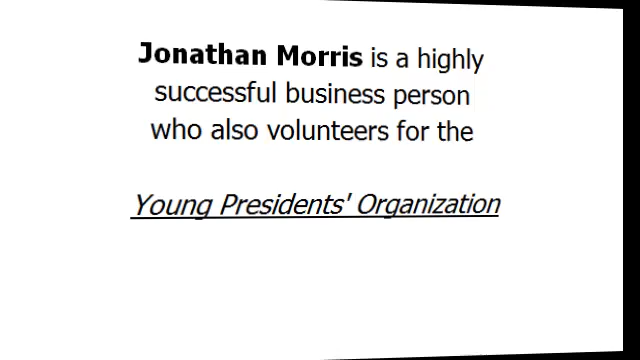 Jonathan Morris is a highly
successful business person
who also volunteers for the
Young Presidents' Organization